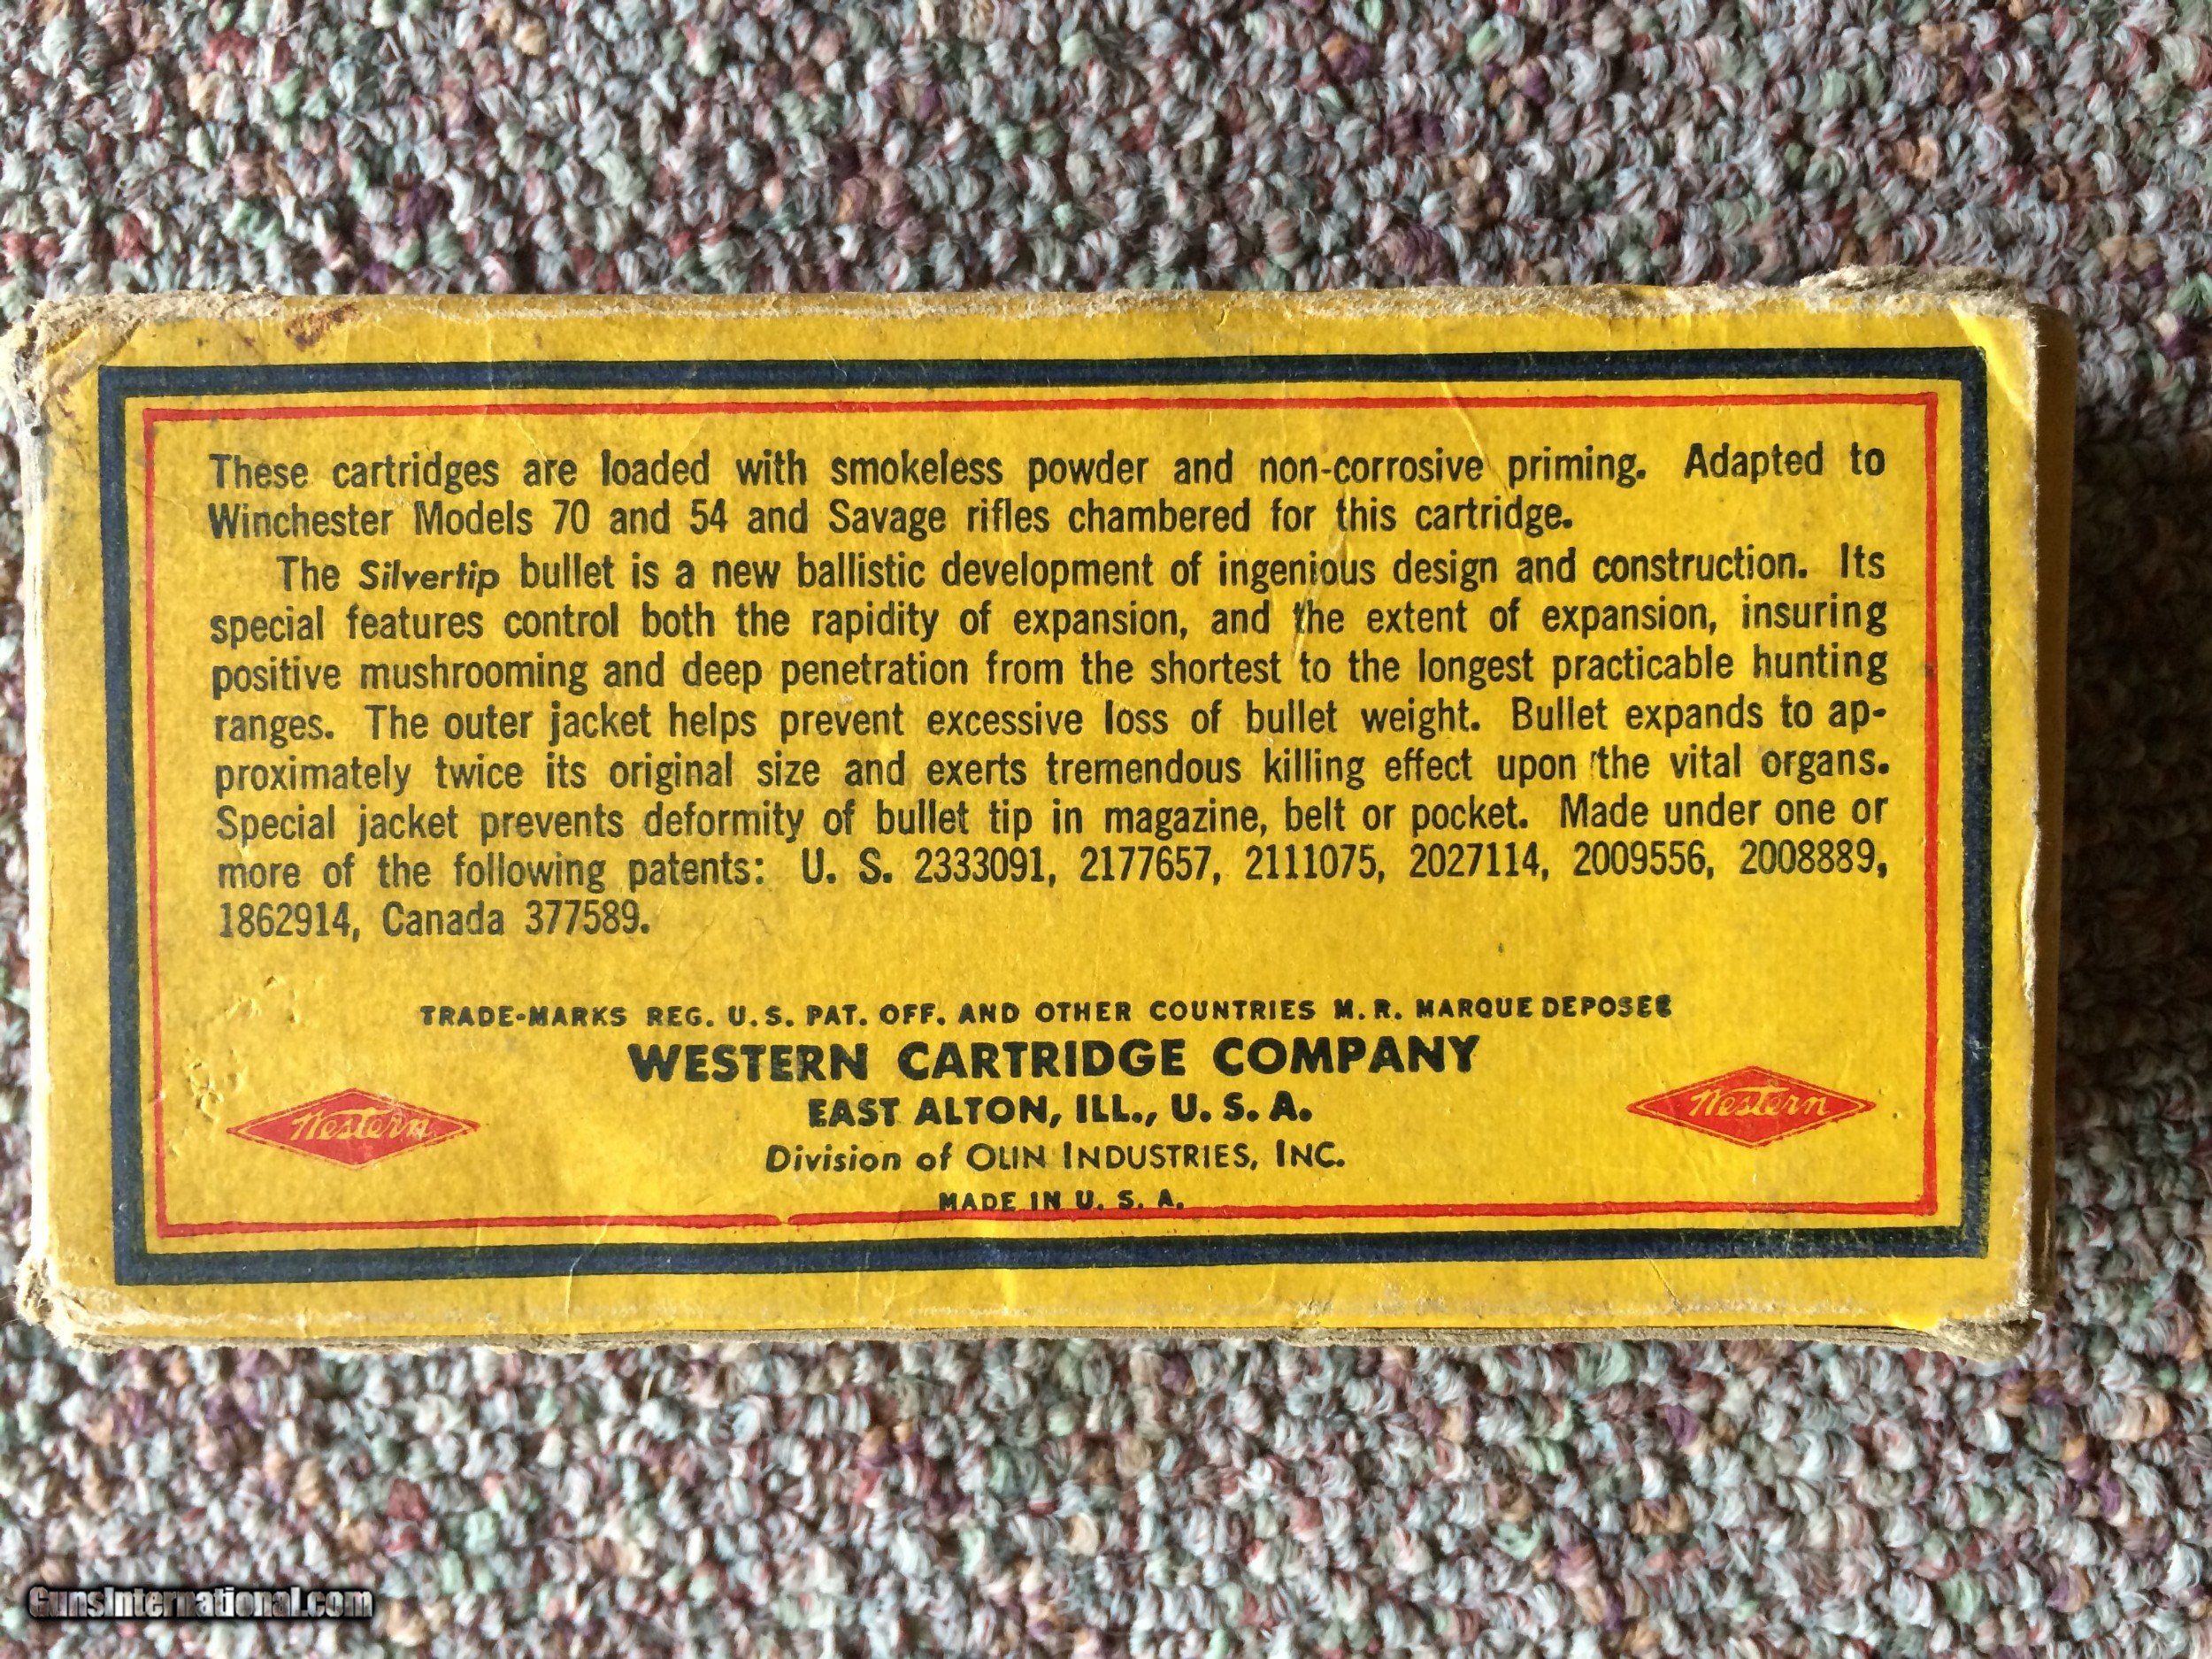 These cartridges are loaded with smokeless powder and non-corrosive priming. Adapted to
Winchester Models 70 and 54 and Savage rifles chambered for this cartridge.
The Silvertip bullet is a new ballistic development of ingenious design and construction. Its
special features control both the rapidity of expansion, and the extent of expansion, insuring
positive mushrooming and deep penetration from the shortest to the longest practicable hunting
ranges. The outer jacket helps prevent excessive loss of bullet weight. Bullet expands to ap-
proximately twice its original size and exerts tremendous killing effect upon the vital organs.
Special jacket prevents deformity of bullet tip in magazine, belt or pocket. Made under one or
more of the following patents: U. S. 2333091, 2177657, 2111075, 2027114, 2009556, 2008889,
1862914, Canada 377589.
TRADE-MARKS REG. U.S. PAT. OFF. AND OTHER COUNTRIES M. R. MARQUE DEPOSEE
WESTERN CARTRIDGE COMPANY
EAST ALTON, ILL., U. S. A.
Division of OLIN INDUSTRIES, INC.
MADE IN U. S. A.
Western
Western
GunsInternational.com